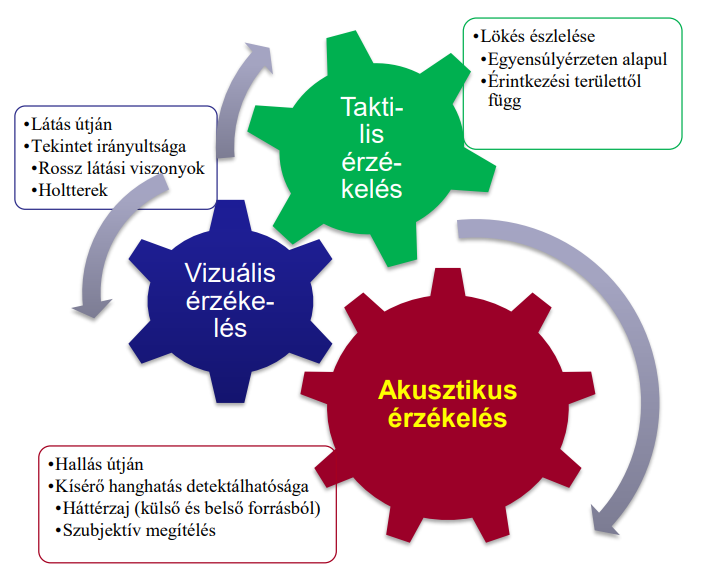 •Lökés észlelése
•Egyensúlyérzeten alapul
•Érintkezési területtől
függ
Takti-
lis
érzé-
kelés
•Látás útján
•Tekintet irányultsága
•Rossz látási viszonyok
•Holtterek
Vizuális
érzéke-
lés
Akusztikus
érzékelés
•Hallás útján
•Kísérő hanghatás detektálhatósága
•Háttérzaj (külső és belső forrásból)
•Szubjektív megítélés